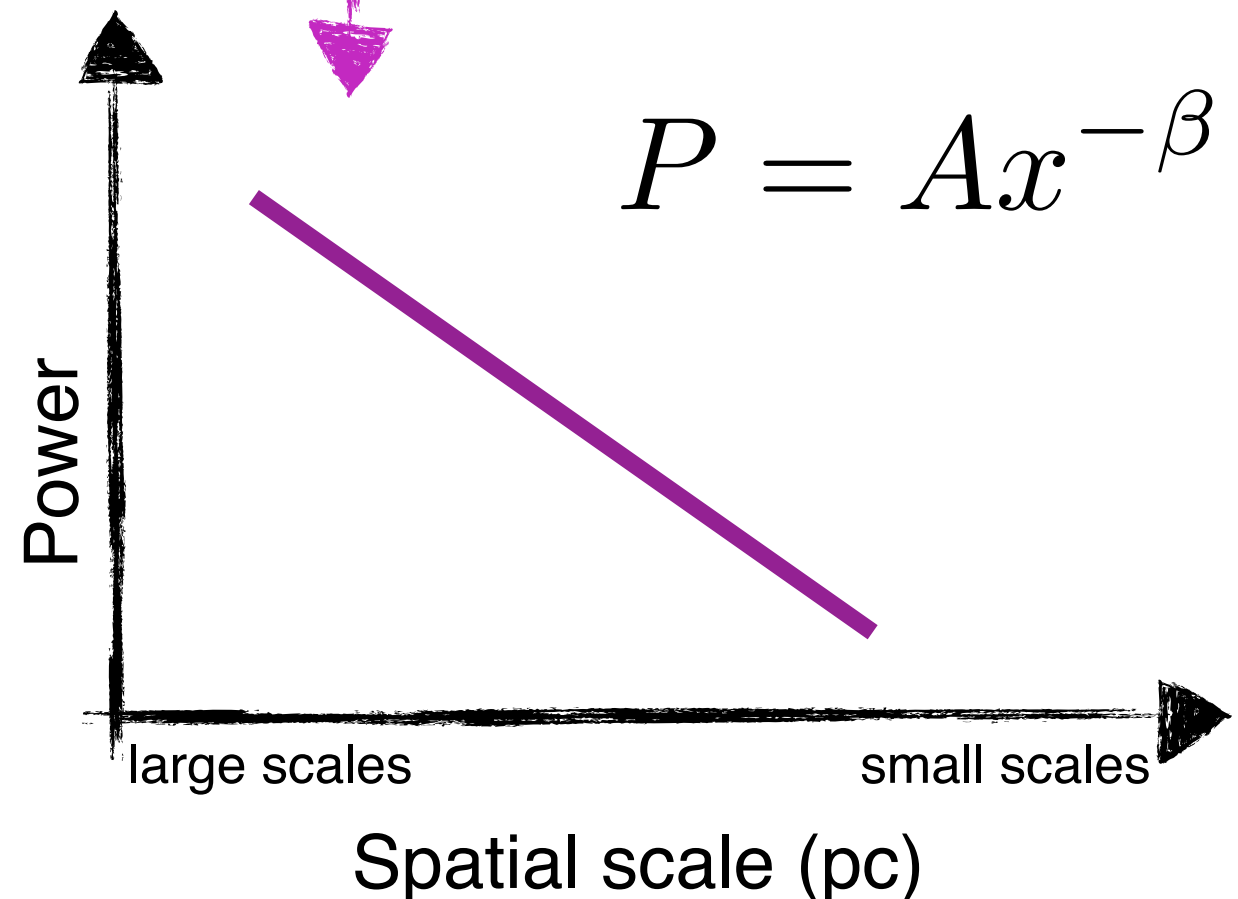 P = Ax^{-β}
Power
large scales
small scales
Spatial scale (pc)